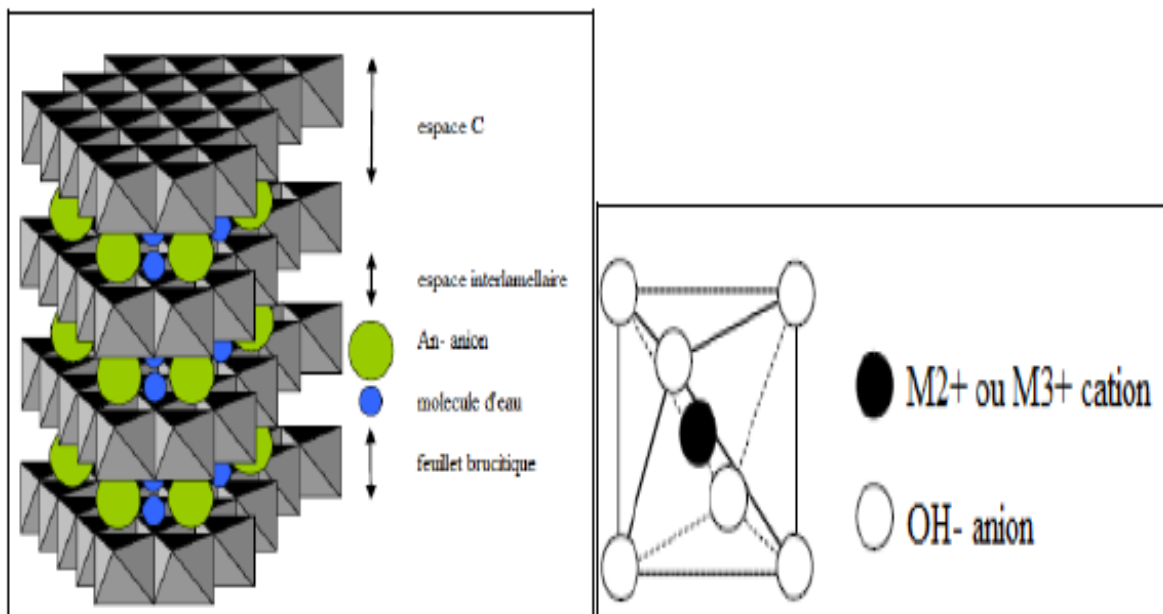 espace C
espace interlamellaire
An- anion
molecule d'eau
feuillet brucitique
M2+ ou M3+ cation
OH- anion